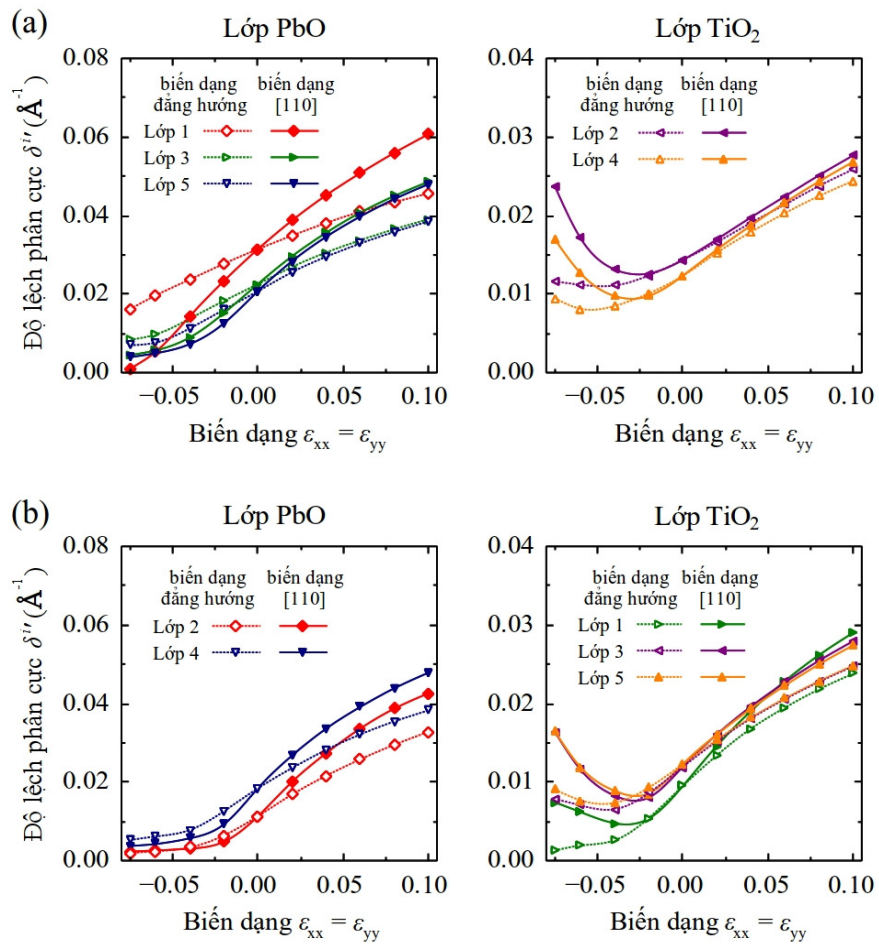 (a)
Lớp PbO
Lớp TiO2
Độ lệch phân cực δ^i′ (Å^-1)
0.08
0.06
0.04
0.02
0.00
biến dạng biến dạng
đẳng hướng [110]
Lớp 1
Lớp 3
Lớp 5
−0.05 0.00 0.05 0.10
Biến dạng εxx = εyy
0.04
0.03
0.02
0.01
0.00
biến dạng biến dạng
đẳng hướng [110]
Lớp 2
Lớp 4
−0.05 0.00 0.05 0.10
Biến dạng εxx = εyy
(b)
Lớp PbO
Lớp TiO2
Độ lệch phân cực δ^i′ (Å^-1)
0.08
0.06
0.04
0.02
0.00
biến dạng biến dạng
đẳng hướng [110]
Lớp 2
Lớp 4
−0.05 0.00 0.05 0.10
Biến dạng εxx = εyy
0.04
0.03
0.02
0.01
0.00
biến dạng biến dạng
đẳng hướng [110]
Lớp 1
Lớp 3
Lớp 5
−0.05 0.00 0.05 0.10
Biến dạng εxx = εyy